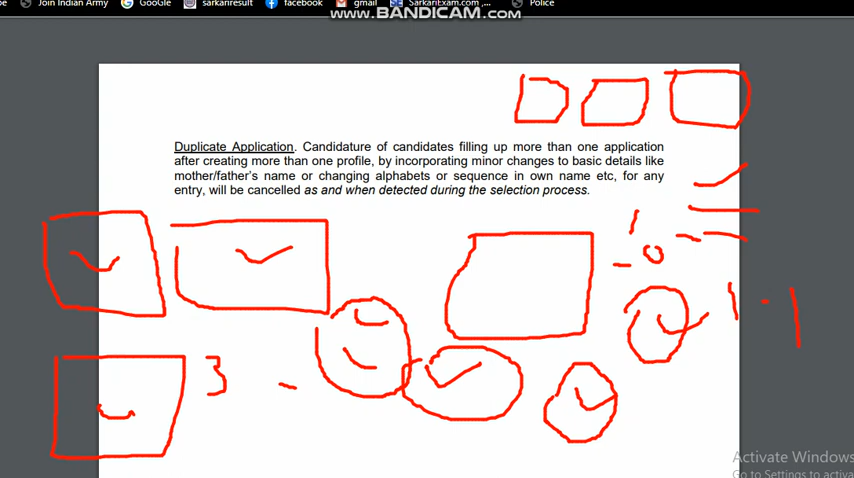 Join Indian Army GooGle sarkariresult facebook gmail SarkariExam.com ,... Police
www.BANDICAM.com
Duplicate Application. Candidature of candidates filling up more than one application
after creating more than one profile, by incorporating minor changes to basic details like
mother/father's name or changing alphabets or sequence in own name etc, for any
entry, will be cancelled as and when detected during the selection process.
3 -
Activate Windows
Go to Settings to activa